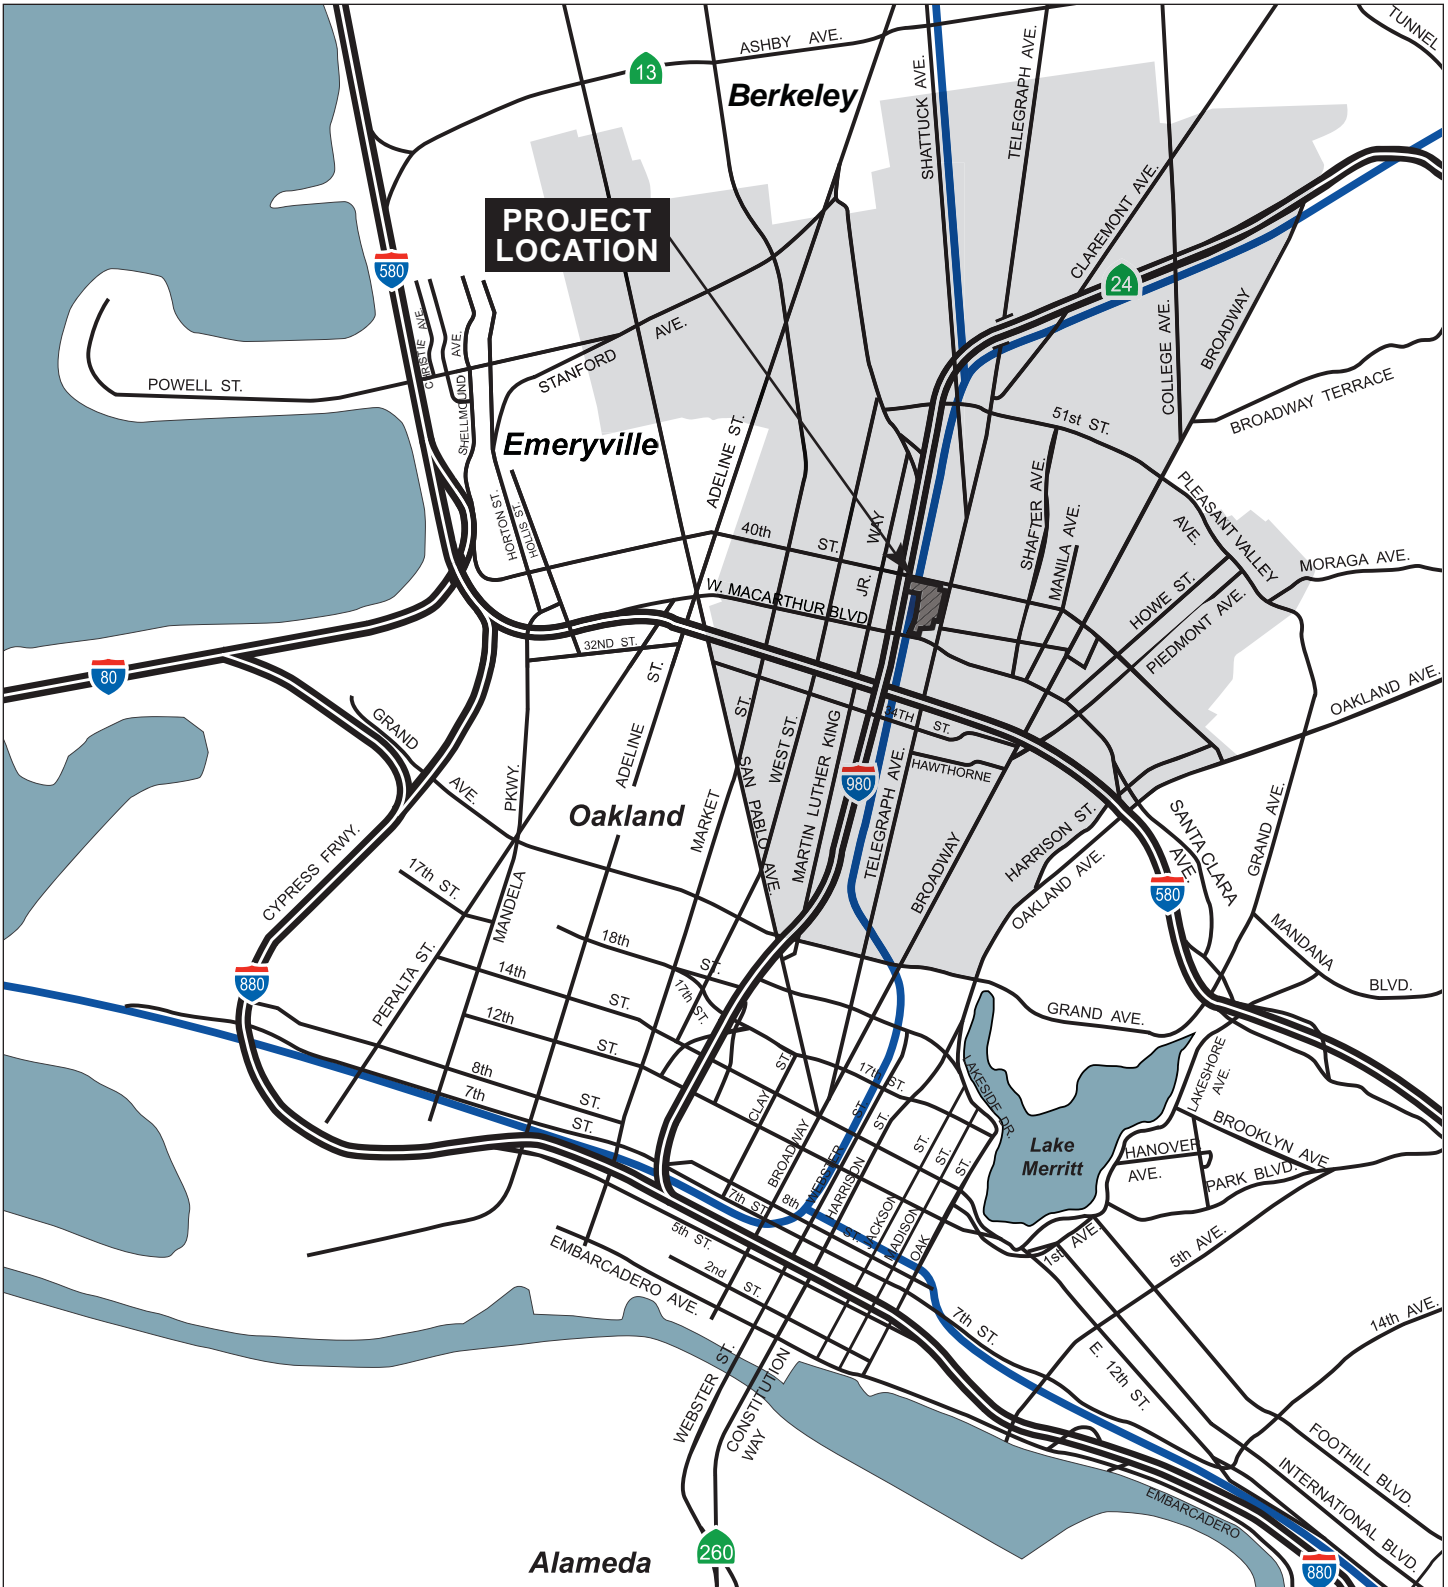 TUNNEL
ASHBY AVE.
13
Berkeley
SHATTUCK AVE.
TELEGRAPH AVE.
CLAREMONT AVE.
PROJECT
LOCATION
580
24
CHRISTIE AVE.
SHELLMOUND AVE.
STANFORD AVE.
COLLEGE AVE.
BROADWAY
POWELL ST.
BROADWAY TERRACE
51st ST.
Emeryville
ADELINE ST.
HORTON ST.
HOLLIS ST.
40th ST.
WAY
JR.
SHAFTER AVE.
MANILA AVE.
PLEASANT VALLEY
AVE.
MORAGA AVE.
HOWE ST.
PIEDMONT AVE.
W. MACARTHUR BLVD
32ND ST.
80
OAKLAND AVE.
GRAND AVE.
ADELINE ST.
MARKET ST.
SAN PABLO AVE.
WEST ST.
MARTIN LUTHER KING
34TH ST.
HAWTHORNE
980
TELEGRAPH AVE.
BROADWAY
HARRISON ST.
OAKLAND AVE.
SANTA CLARA
AVE.
GRAND AVE.
580
Oakland
MANDELA PKWY.
CYPRESS FRWY.
17th ST.
PERALTA ST.
MANDANA BLVD.
880
18th ST.
14th ST.
17th ST.
12th ST.
GRAND AVE.
8th ST.
7th ST.
CLAY ST.
17th ST.
LAKESIDE DR.
LAKESHORE
AVE.
BROOKLYN AVE
HANOVER
AVE.
PARK BLVD.
Lake
Merritt
BROADWAY
WEBSTER ST.
HARRISON ST.
JACKSON ST.
MADISON ST.
OAK ST.
7th ST.
8th ST.
5th ST.
2nd ST.
EMBARCADERO AVE.
1st AVE.
5th AVE.
14th AVE.
7th ST.
E. 12th ST.
WEBSTER ST.
CONSTITUTION
WAY
FOOTHILL BLVD.
INTERNATIONAL BLVD.
EMBARCADERO
260
Alameda
880